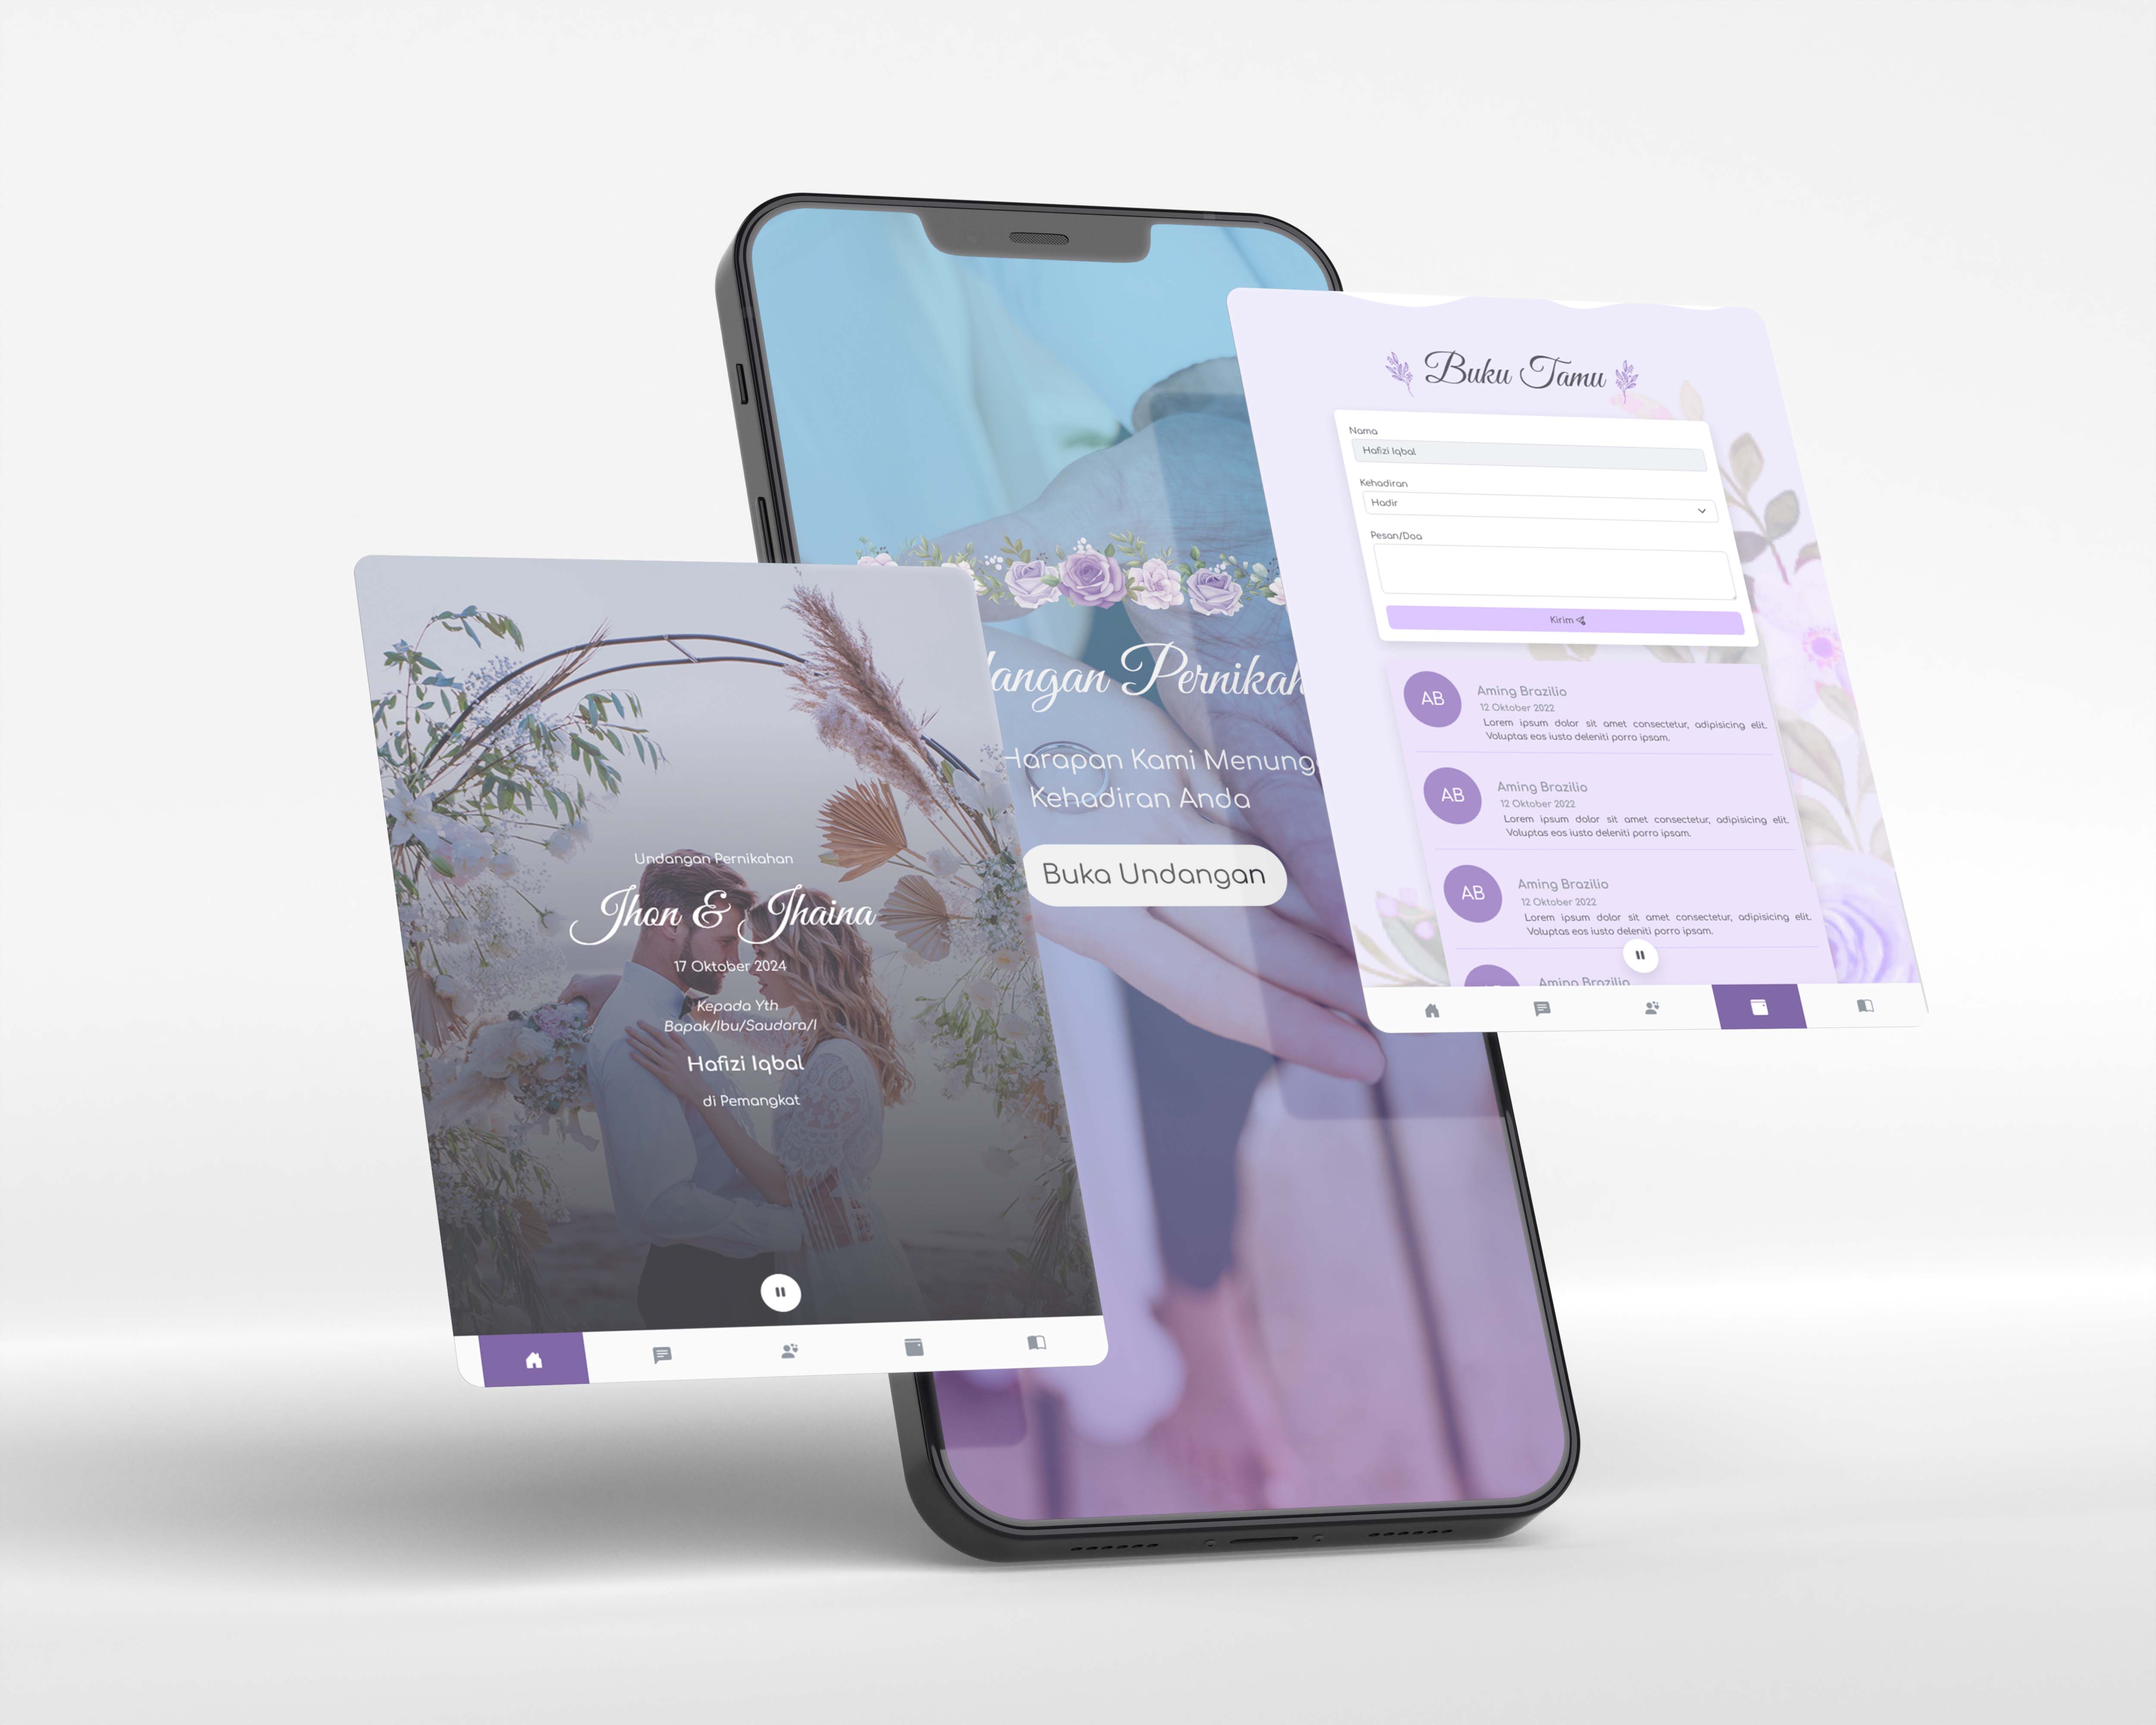 Undangan Pernikahan
Jhon & Jhaina
17 Oktober 2024
Kepada Yth
Bapak/Ibu/Saudara/I
Hafizi Iqbal
di Pemangkat
Pernikah
Harapan Kami Menung
Kehadiran Anda
Buka Undangan
Buku Tamu
Nama
Hafizi Iqbal
Kehadiran
Hadir
Pesan/Doa
Kirim
AB
Aming Brazilio
12 Oktober 2022
Lorem ipsum dolor sit amet consectetur, adipisicing elit.
Voluptas eos iusto deleniti porro ipsam.
AB
Aming Brazilio
12 Oktober 2022
Lorem ipsum dolor sit amet consectetur, adipisicing elit.
Voluptas eos iusto deleniti porro ipsam.
AB
Aming Brazilio
12 Oktober 2022
Lorem ipsum dolor sit amet consectetur, adipisicing elit.
Voluptas eos iusto deleniti porro ipsam.
Aming Brazilio